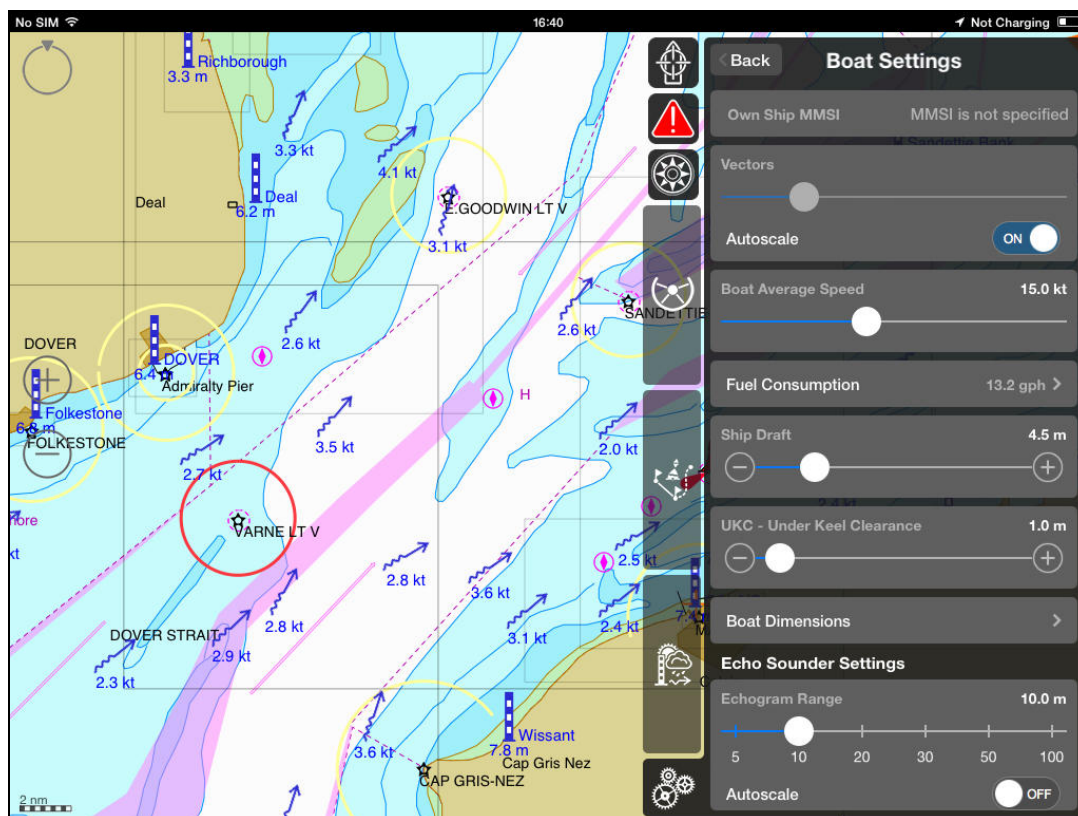 No SIM
16:40
Not Charging
Richborough
3.3 m
3.3 kt
4.1 kt
Deal
Deal
6.2 m
E.GOODWIN LT V
3.1 kt
2.6 kt
2.6 kt
SANDETTIE
DOVER
DOVER
6.4 m
Admiralty Pier
Folkestone
6.8 m
FOLKESTONE
H
3.5 kt
2.0 kt
2.7 kt
VARNE LT V
more
kt
2.8 kt
3.6 kt
2.5 kt
2.8 kt
3.1 kt
2.4 kt
DOVER STRAIT
2.9 kt
2.3 kt
3.6 kt
Wissant
7.8 m
Cap Gris Nez
CAP GRIS-NEZ
2 nm
Back
Boat Settings
Own Ship MMSI
MMSI is not specified
Sandettie Bank
Vectors
Autoscale
ON
Boat Average Speed
15.0 kt
Fuel Consumption
13.2 gph
Ship Draft
4.5 m
2.4 kt
UKC - Under Keel Clearance
1.0 m
Boat Dimensions
Echo Sounder Settings
Echogram Range
10.0 m
5 10 20 30 50 100
Autoscale
OFF